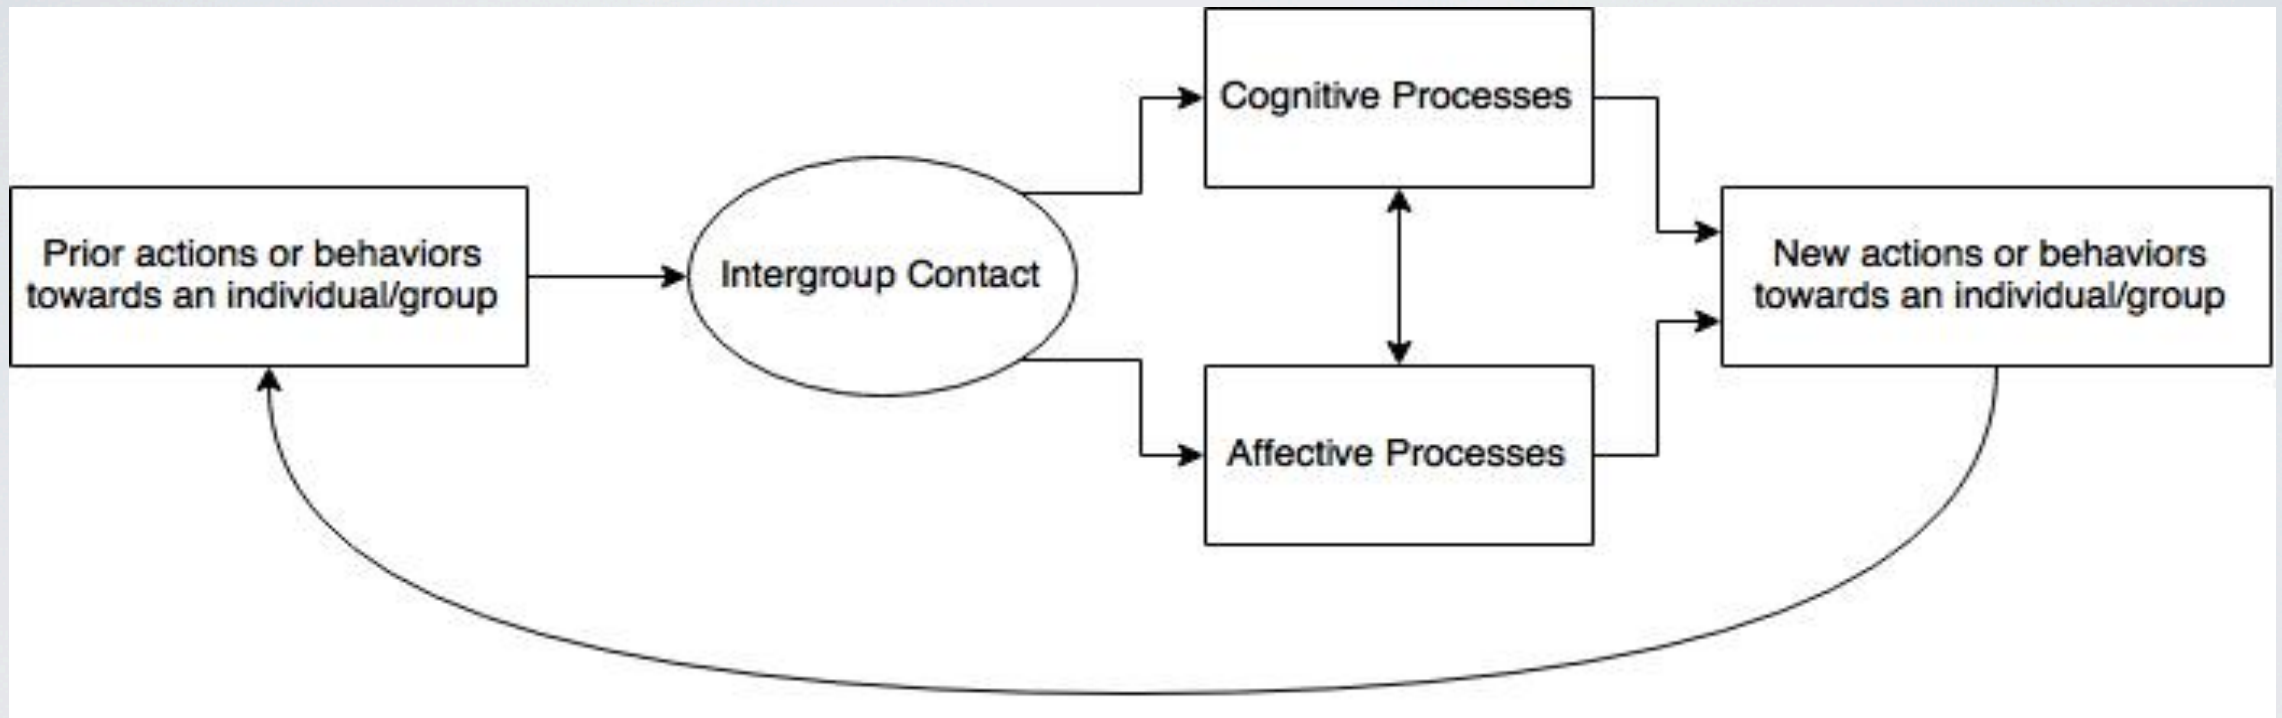 Prior actions or behaviors
towards an individual/group
Intergroup Contact
Cognitive Processes
Affective Processes
New actions or behaviors
towards an individual/group